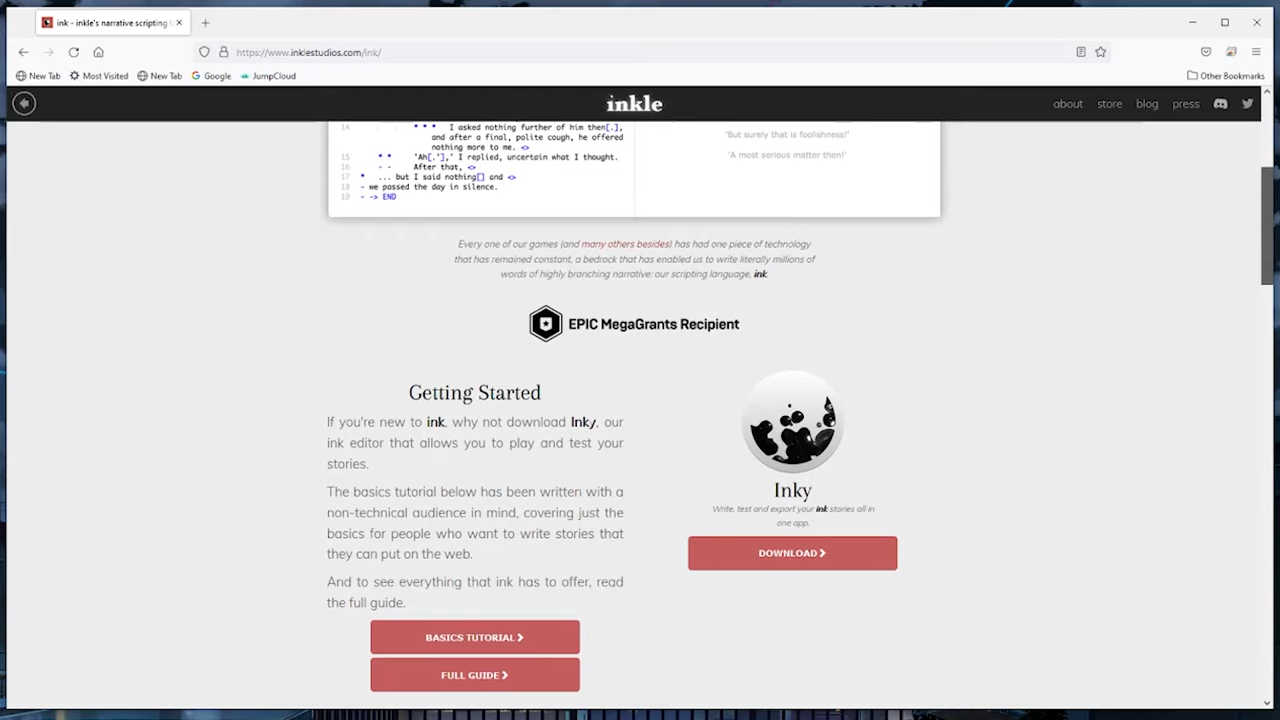 ink - inkle's narrative scripting
https://www.inklestudios.com/ink/
New Tab
Most Visited
New Tab
Google
JumpCloud
Other Bookmarks
inkle
about
store
blog
press
14 * * * I asked nothing further of him then[.],
and after a final, polite cough, he offered
nothing more to me. <>
15 * * 'Ah[.'],' I replied, uncertain what I thought.
16 - - After that, <>
17 * ... but I said nothing[] and <>
18 - we passed the day in silence.
19 - -> END
'But surely that is foolishness!'
'A most serious matter then!'
Every one of our games (and many others besides) has had one piece of technology
that has remained constant, a bedrock that has enabled us to write literally millions of
words of highly branching narrative: our scripting language, ink.
EPIC MegaGrants Recipient
Getting Started
If you're new to ink, why not download Inky, our
ink editor that allows you to play and test your
stories.
The basics tutorial below has been written with a
non-technical audience in mind, covering just the
basics for people who want to write stories that
they can put on the web.
And to see everything that ink has to offer, read
the full guide.
BASICS TUTORIAL
FULL GUIDE
Inky
Write, test and export your ink stories all in
one app.
DOWNLOAD